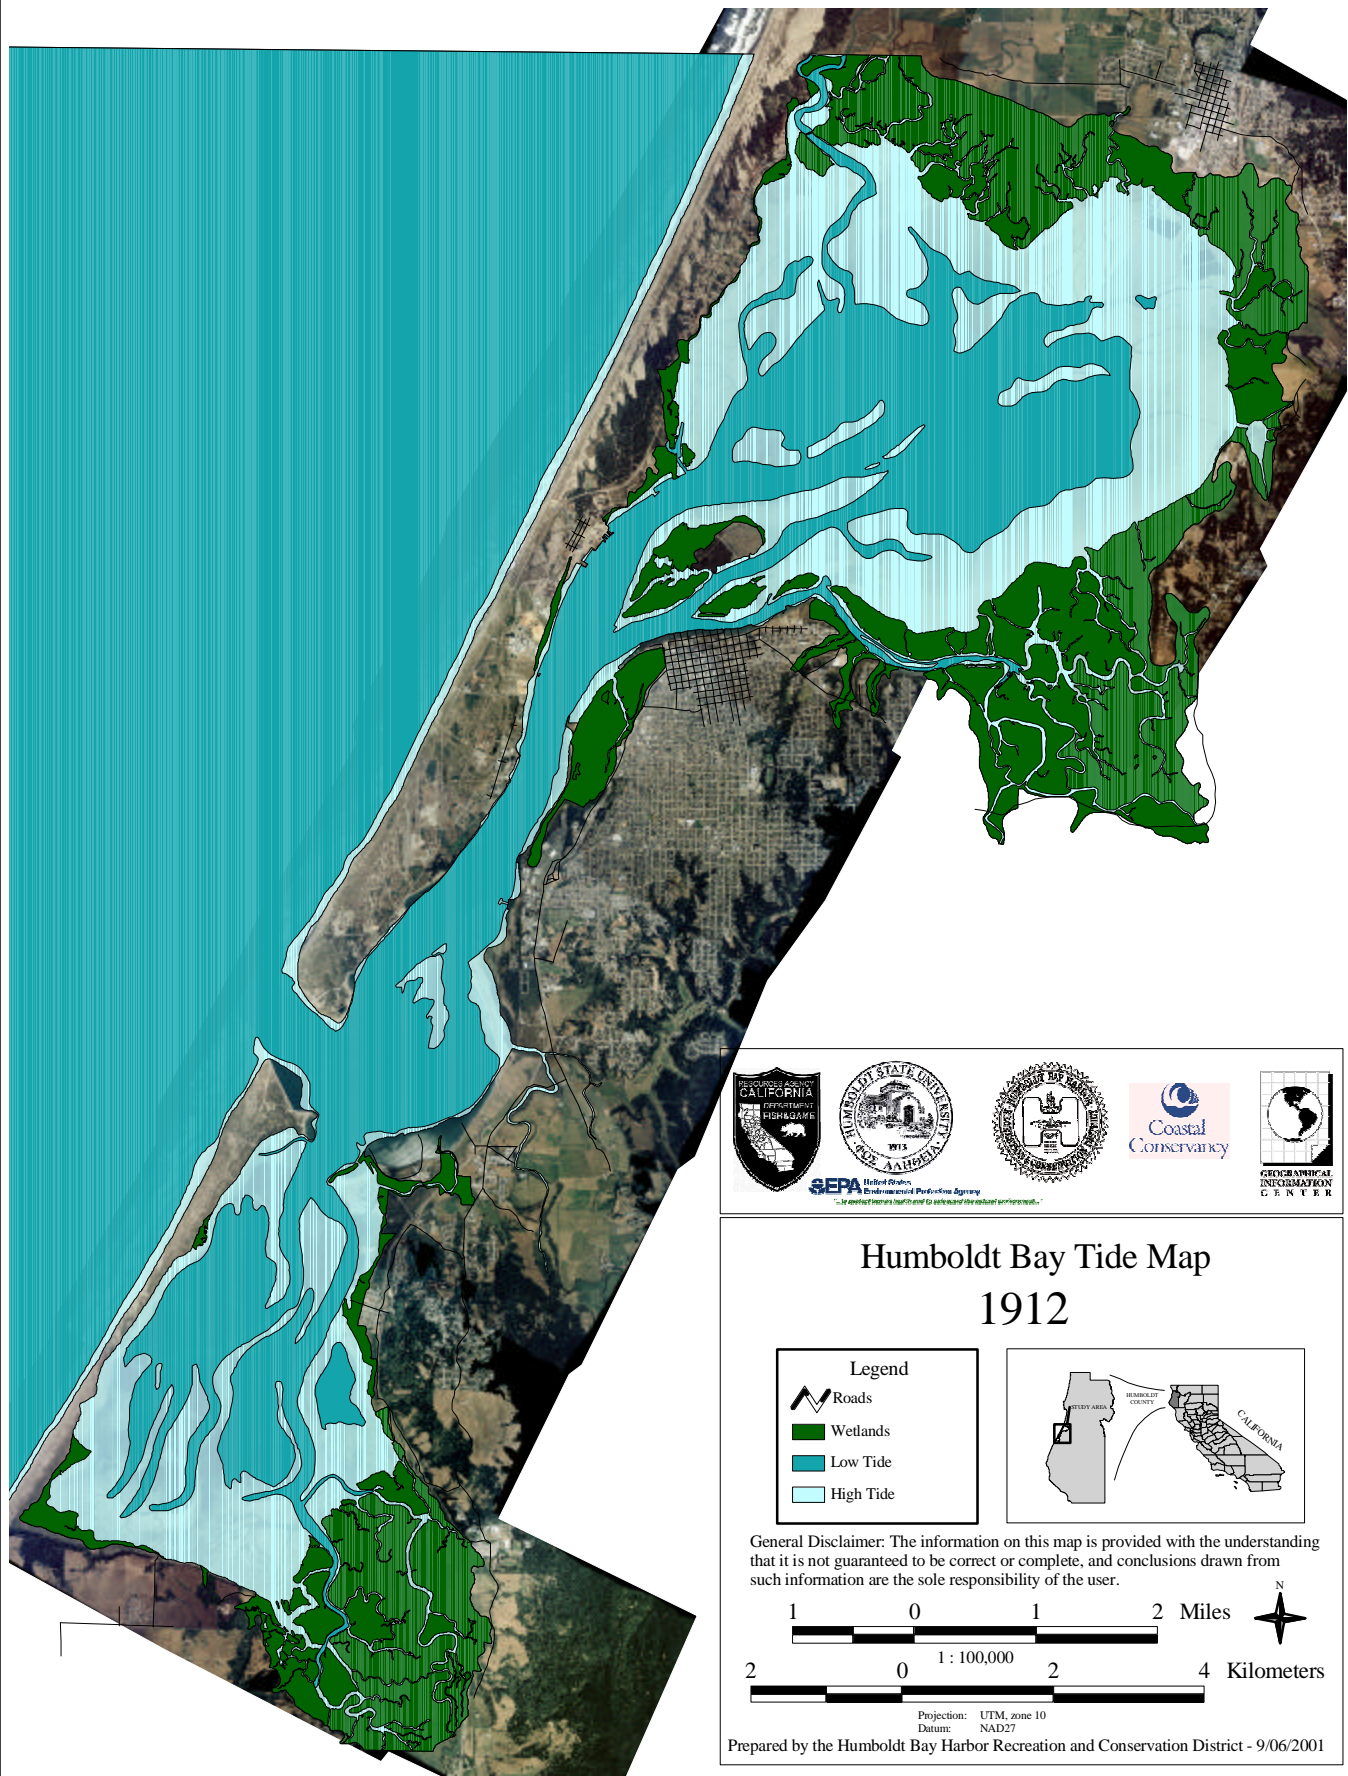 RESOURCES AGENCY
CALIFORNIA
DEPARTMENT
FISH & GAME
HUMBOLDT STATE UNIVERSITY
1913
EPA United States
Environmental Protection Agency
Coastal
Conservancy
GEOGRAPHICAL
INFORMATION
CENTER
Humboldt Bay Tide Map
1912
Legend
Roads
Wetlands
Low Tide
High Tide
STUDY AREA
HUMBOLDT
COUNTY
CALIFORNIA
General Disclaimer: The information on this map is provided with the understanding
that it is not guaranteed to be correct or complete, and conclusions drawn from
such information are the sole responsibility of the user.
N
1 0 1 2 Miles
1 : 100,000
2 0 2 4 Kilometers
Projection: UTM, zone 10
Datum: NAD27
Prepared by the Humboldt Bay Harbor Recreation and Conservation District - 9/06/2001